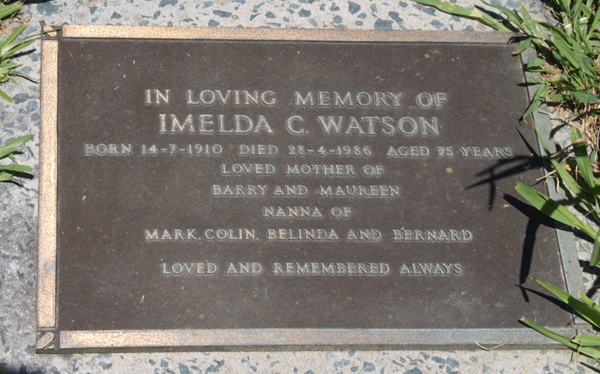 IN LOVING MEMORY OF
IMELDA C. WATSON
BORN 14-7-1910 DIED 28-4-1986 AGED 75 YEARS
LOVED MOTHER OF
BARRY AND MAUREEN
NANNA OF
MARK, COLIN, BELINDA AND BERNARD
LOVED AND REMEMBERED ALWAYS